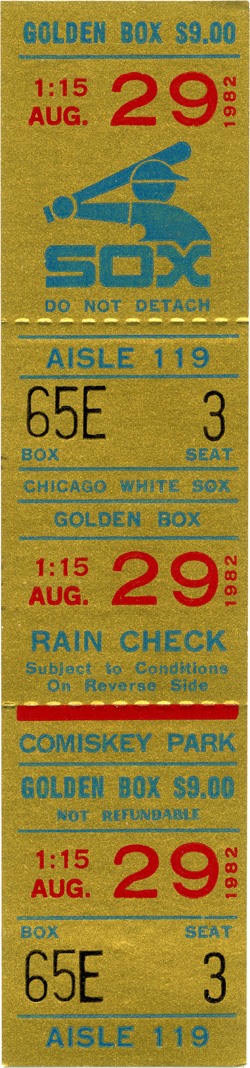 GOLDEN BOX $9.00
1:15
AUG. 29 1982
SOX
DO NOT DETACH
AISLE 119
65E 3
BOX SEAT
CHICAGO WHITE SOX
GOLDEN BOX
1:15
AUG. 29 1982
RAIN CHECK
Subject to Conditions
On Reverse Side
COMISKEY PARK
GOLDEN BOX $9.00
NOT REFUNDABLE
1:15
AUG. 29 1982
BOX SEAT
65E 3
AISLE 119